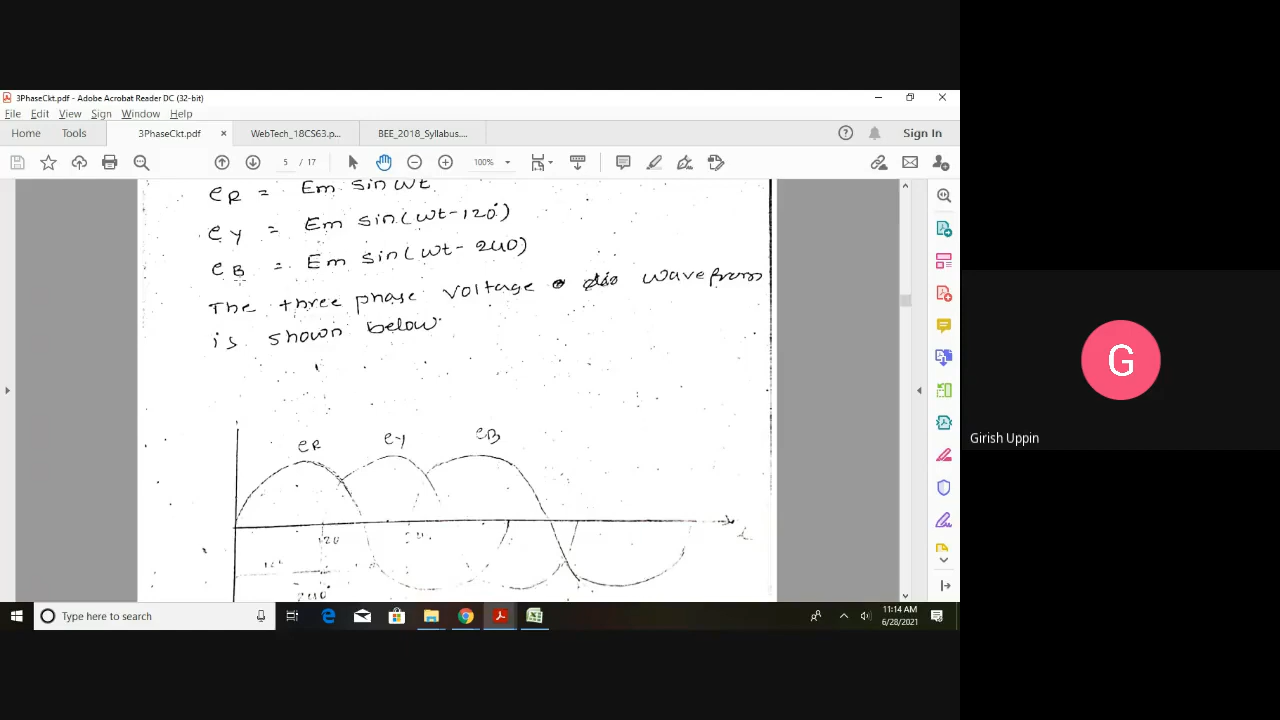 3PhaseCkt.pdf - Adobe Acrobat Reader DC (32-bit)
File Edit View Sign Window Help
Home Tools 3PhaseCkt.pdf × WebTech_18CS63.p... BEE_2018_Syllabus.... Sign In
5 / 17 100%
eR = Em sin ωt
eY = Em sin(ωt-120°)
eB = Em sin(ωt-240)
The three phase voltage wavefrom
is shown below
eR eY eB
120
240°
G
Girish Uppin
Type here to search
11:14 AM
6/28/2021